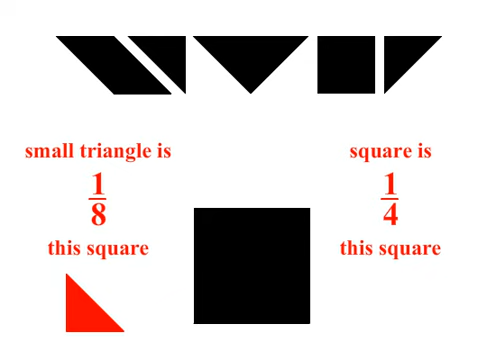 small triangle is
1
8
this square
square is
1
4
this square